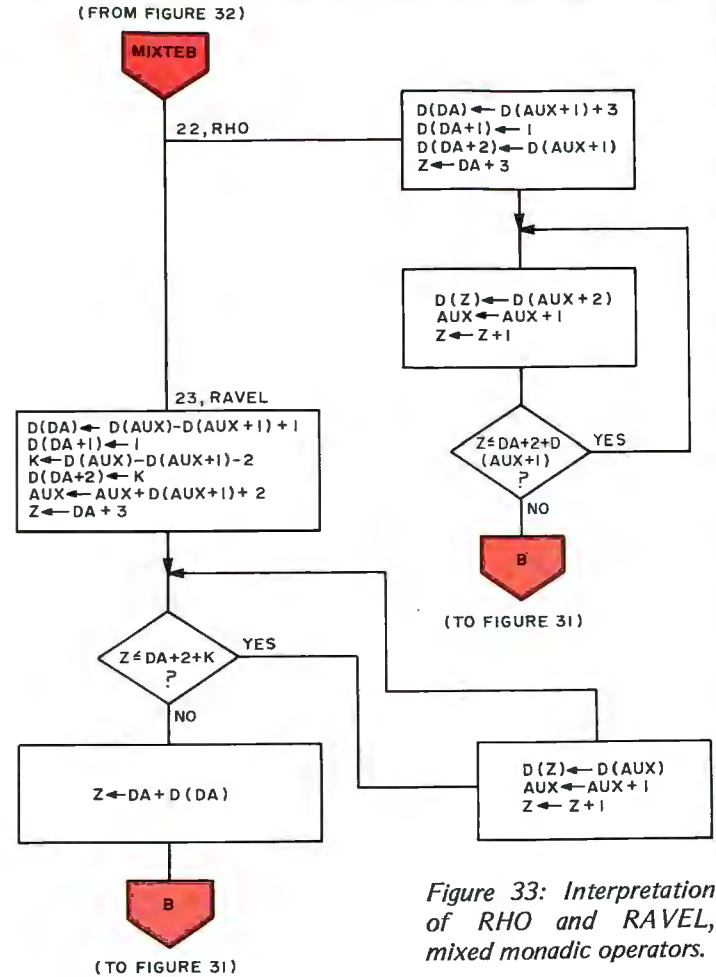 (FROM FIGURE 32)
MIXTEB
22, RHO
D(DA)←D(AUX+1)+3
D(DA+1)←1
D(DA+2)←D(AUX+1)
Z←DA+3
D(Z)←D(AUX+2)
AUX←AUX+1
Z←Z+1
Z≤DA+2+D
(AUX+1)
?
YES
NO
B
(TO FIGURE 31)
23, RAVEL
D(DA)←D(AUX)-D(AUX+1)+1
D(DA+1)←1
K←D(AUX)-D(AUX+1)-2
D(DA+2)←K
AUX←AUX+D(AUX+1)+2
Z←DA+3
Z≤DA+2+K
?
YES
NO
Z←DA+D(DA)
B
(TO FIGURE 31)
D(Z)←D(AUX)
AUX←AUX+1
Z←Z+1
Figure 33: Interpretation
of RHO and RAVEL,
mixed monadic operators.